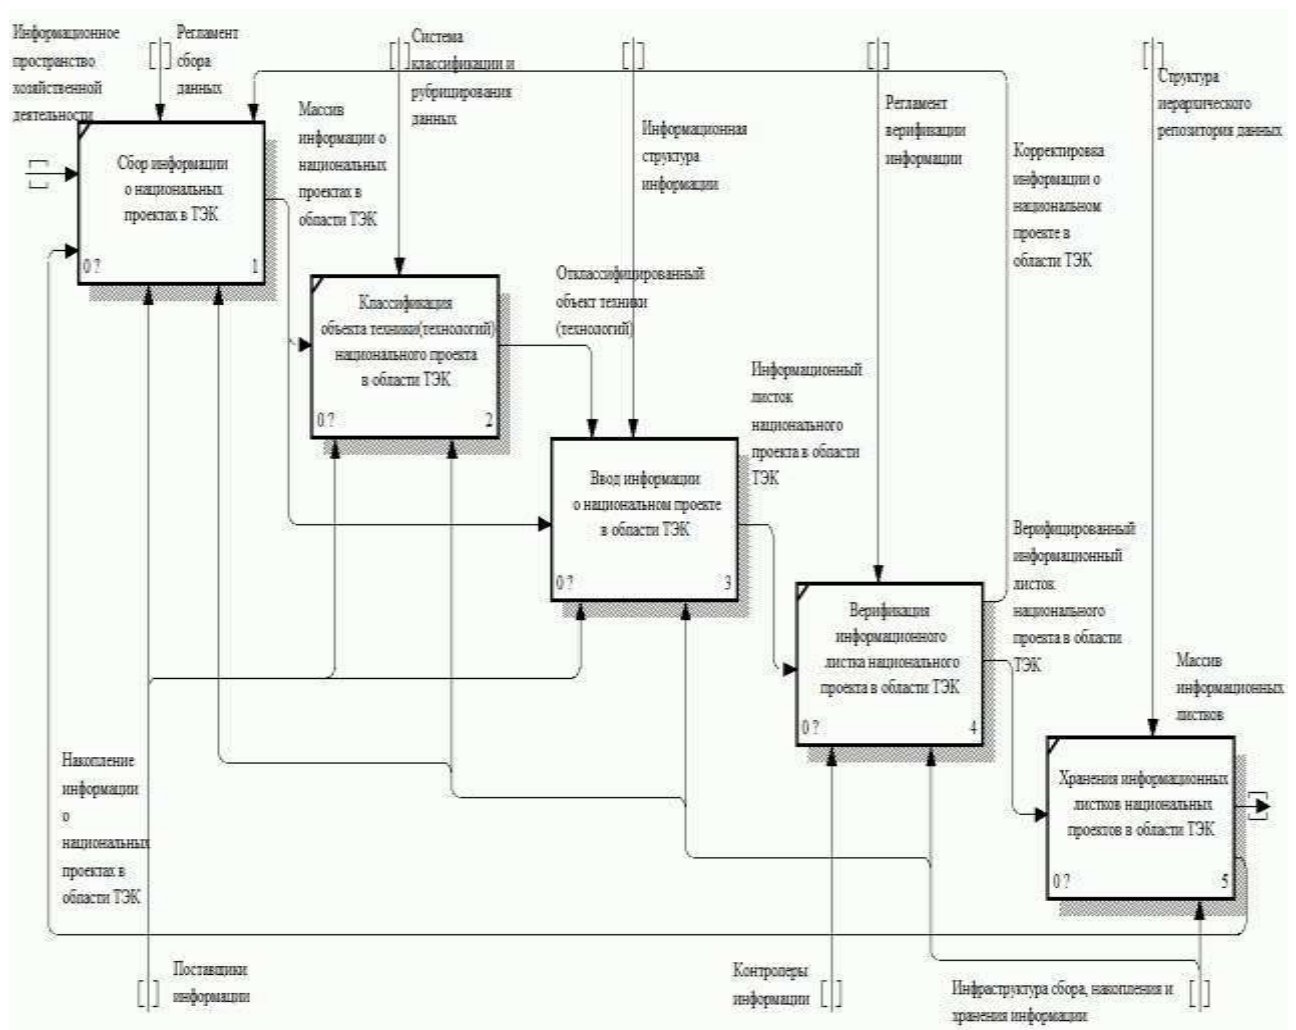 Информационное
пространство
хозяйственной
деятельности
Регламент
сбора
данных
Система
классификации и
рубрицирования
данных
Массив
информации о
национальных
проектах в
области ТЭК
Информационная
структура
информации
Регламент
верификации
информации
Корректировка
информации о
национальном
проекте в
области ТЭК
Структура
иерархического
репозитория данных
Сбор информации
о национальных
проектах в ТЭК
0 ?
1
Классификация
объекта техники(технологий)
национального проекта
в области ТЭК
0 ?
2
Отклассифицированный
объект техники
(технологий)
Информационный
листок
национального
проекта в области
ТЭК
Ввод информации
о национальном проекте
в области ТЭК
0 ?
3
Верифицированный
информационный
листок
национального
проекта в области
ТЭК
Верификация
информационного
листка национального
проекта в области ТЭК
0 ?
4
Массив
информационных
листков
Хранения информационных
листков национальных
проектов в области ТЭК
0 ?
5
Накопление
информации
о
национальных
проектах в
области ТЭК
Поставщики
информации
Контролеры
информации
Инфраструктура сбора, накопления и
хранения информации